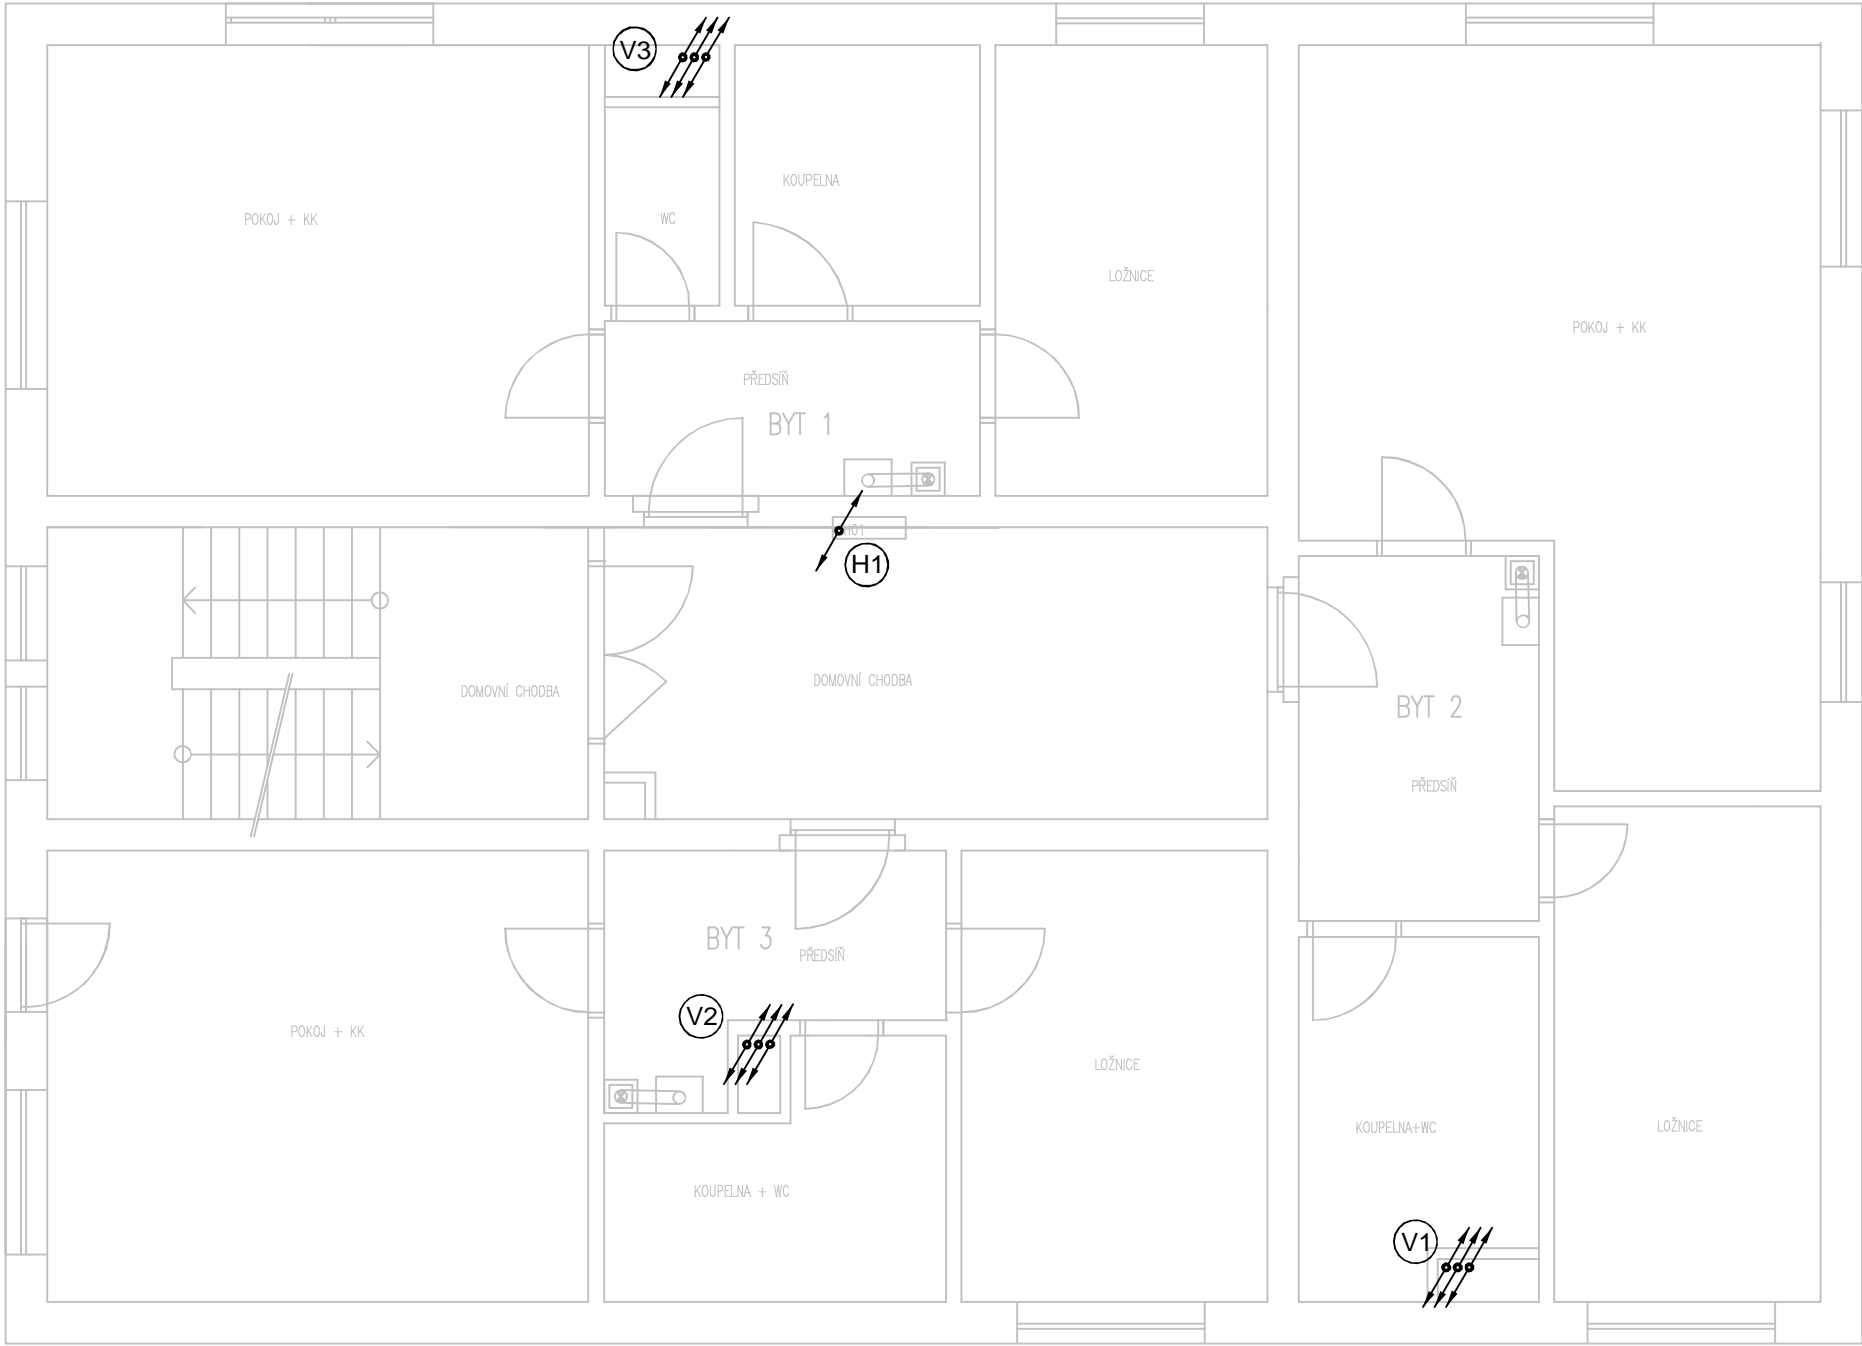 V3
KOUPELNA
POKOJ + KK
WC
LOŽNICE
POKOJ + KK
PŘEDSÍŇ
BYT 1
H1
DOMOVNÍ CHODBA
DOMOVNÍ CHODBA
BYT 2
PŘEDSÍŇ
BYT 3
PŘEDSÍŇ
V2
POKOJ + KK
LOŽNICE
KOUPELNA+WC
LOŽNICE
KOUPELNA + WC
V1